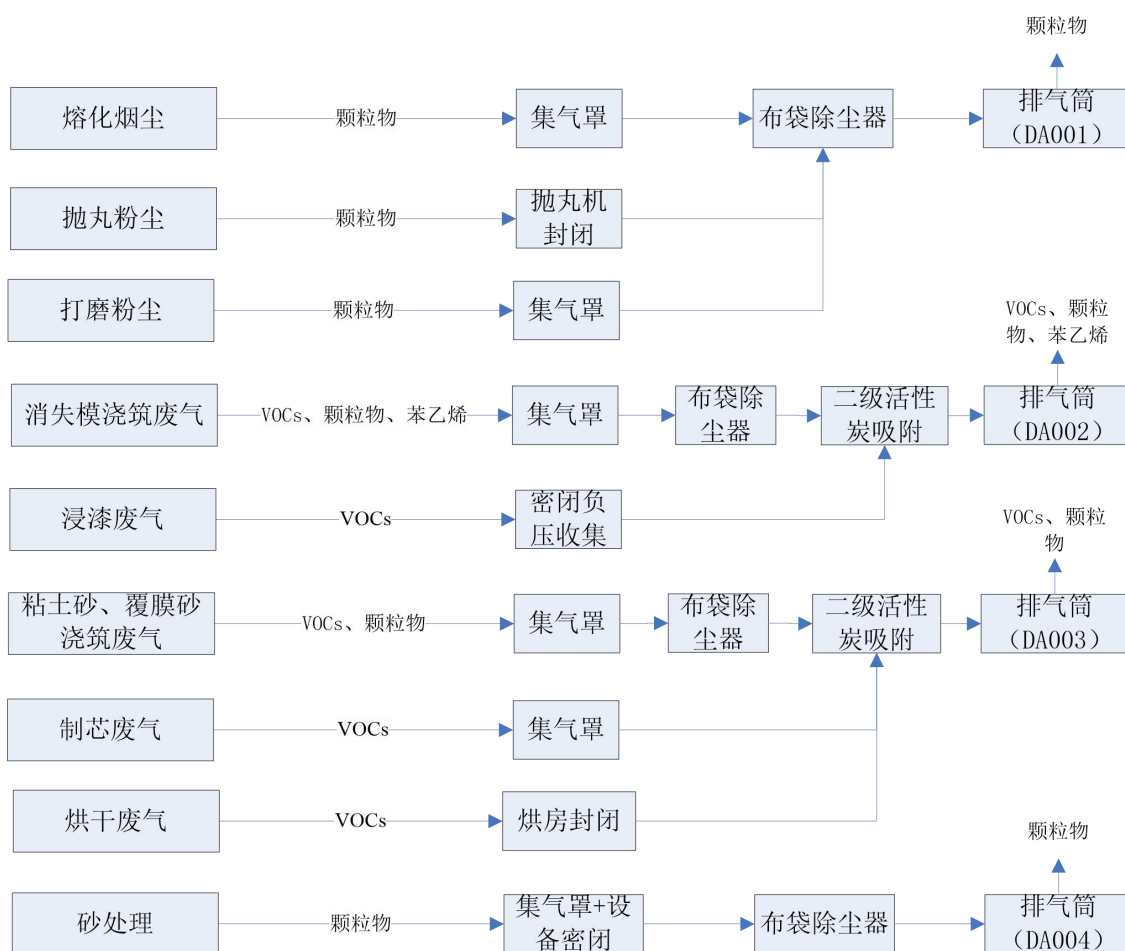 颗粒物
熔化烟尘
颗粒物
集气罩
布袋除尘器
排气筒
（DA001）
抛丸粉尘
颗粒物
抛丸机
封闭
打磨粉尘
颗粒物
集气罩
VOCs、颗粒
物、苯乙烯
消失模浇筑废气
VOCs、颗粒物、苯乙烯
集气罩
布袋除
尘器
二级活性
炭吸附
排气筒
（DA002）
浸漆废气
VOCs
密闭负
压收集
VOCs、颗粒
物
粘土砂、覆膜砂
浇筑废气
VOCs、颗粒物
集气罩
布袋除
尘器
二级活性
炭吸附
排气筒
（DA003）
制芯废气
VOCs
集气罩
烘干废气
VOCs
烘房封闭
颗粒物
砂处理
颗粒物
集气罩+设
备密闭
布袋除尘器
排气筒
（DA004）